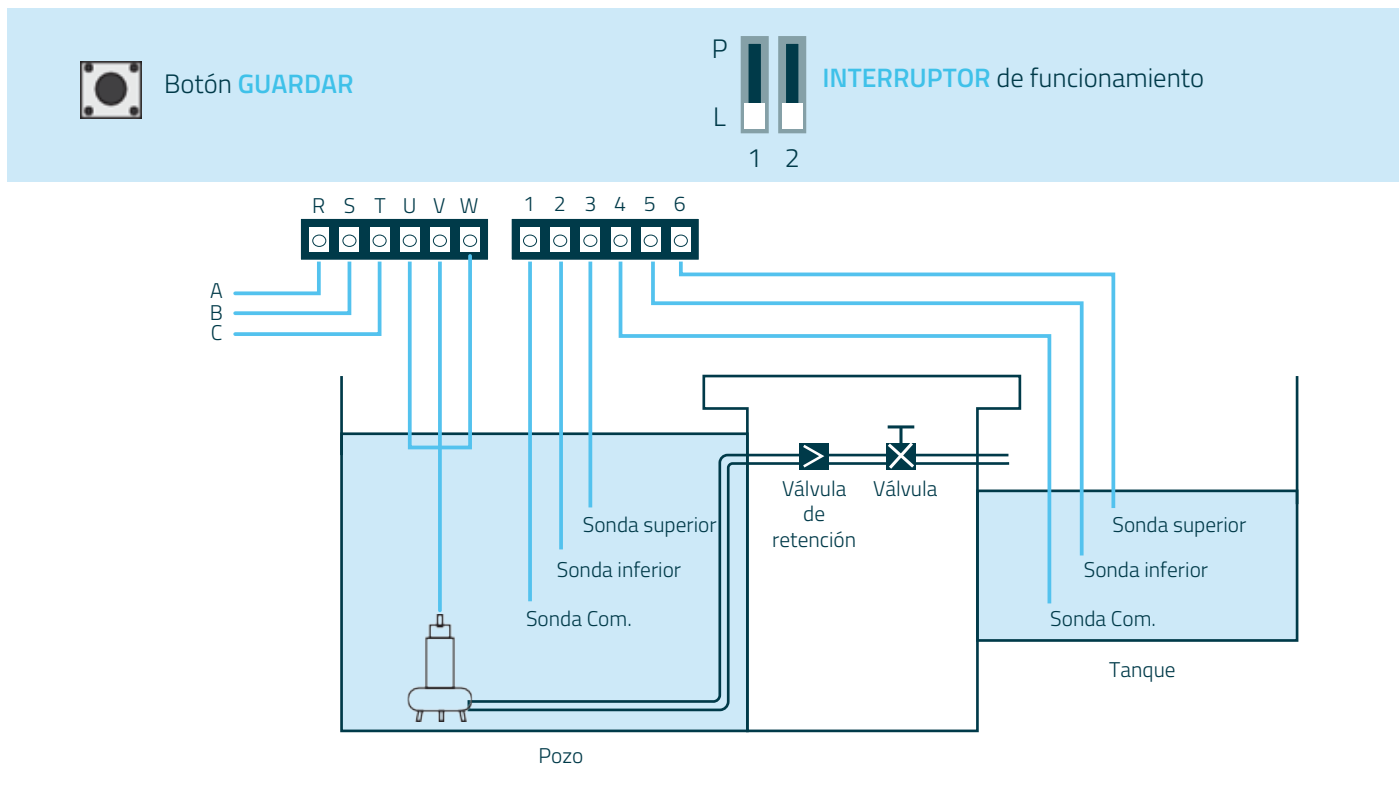 Botón GUARDAR
P
L
1 2
INTERRUPTOR de funcionamiento
R S T U V W
1 2 3 4 5 6
A
B
C
Válvula
de
retención
Válvula
Sonda superior
Sonda inferior
Sonda Com.
Sonda superior
Sonda inferior
Sonda Com.
Tanque
Pozo